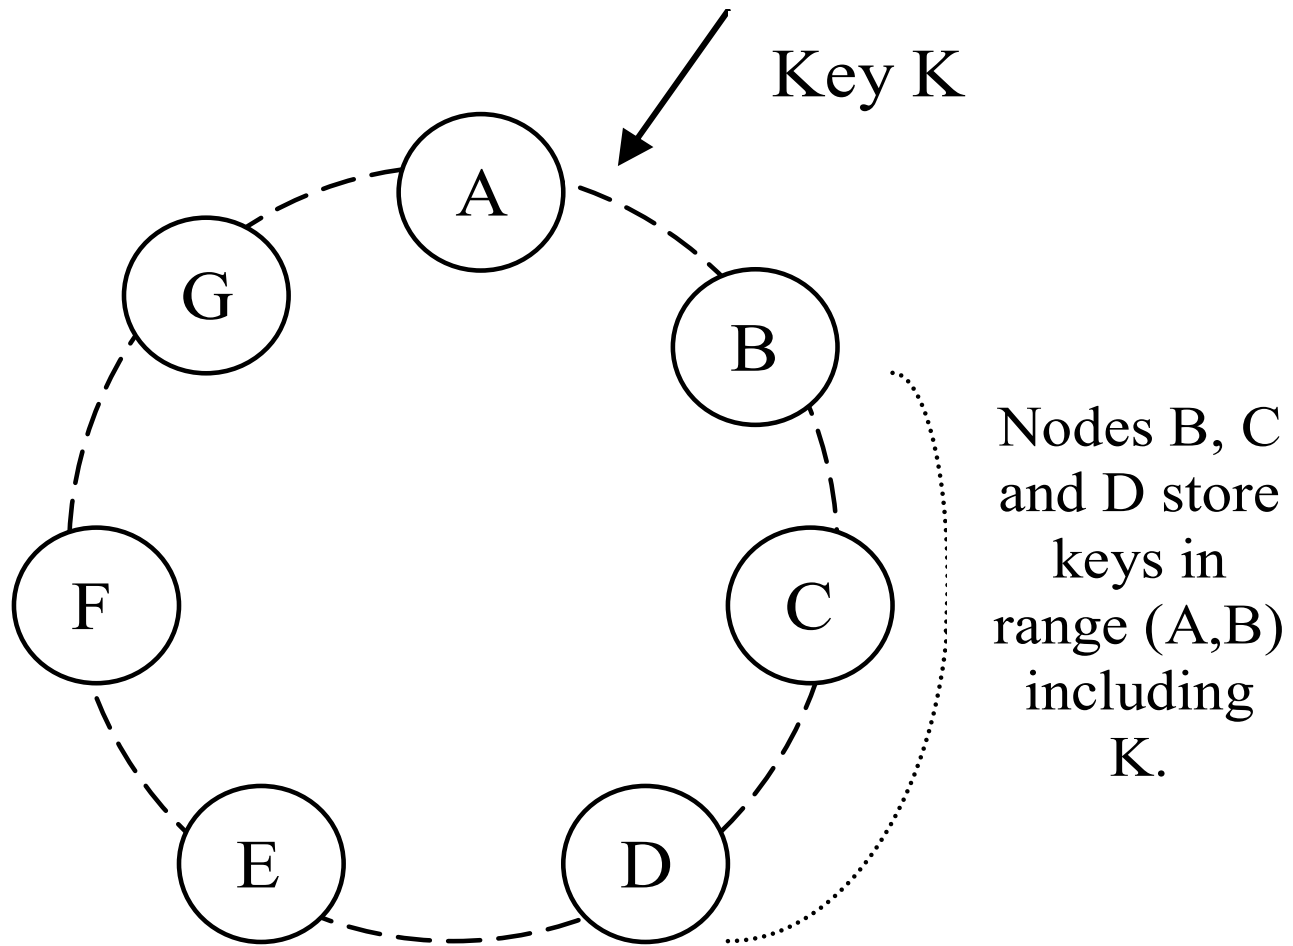 Key K
A
G
B
Nodes B, C
and D store
keys in
range (A,B)
including
K.
F
C
E
D